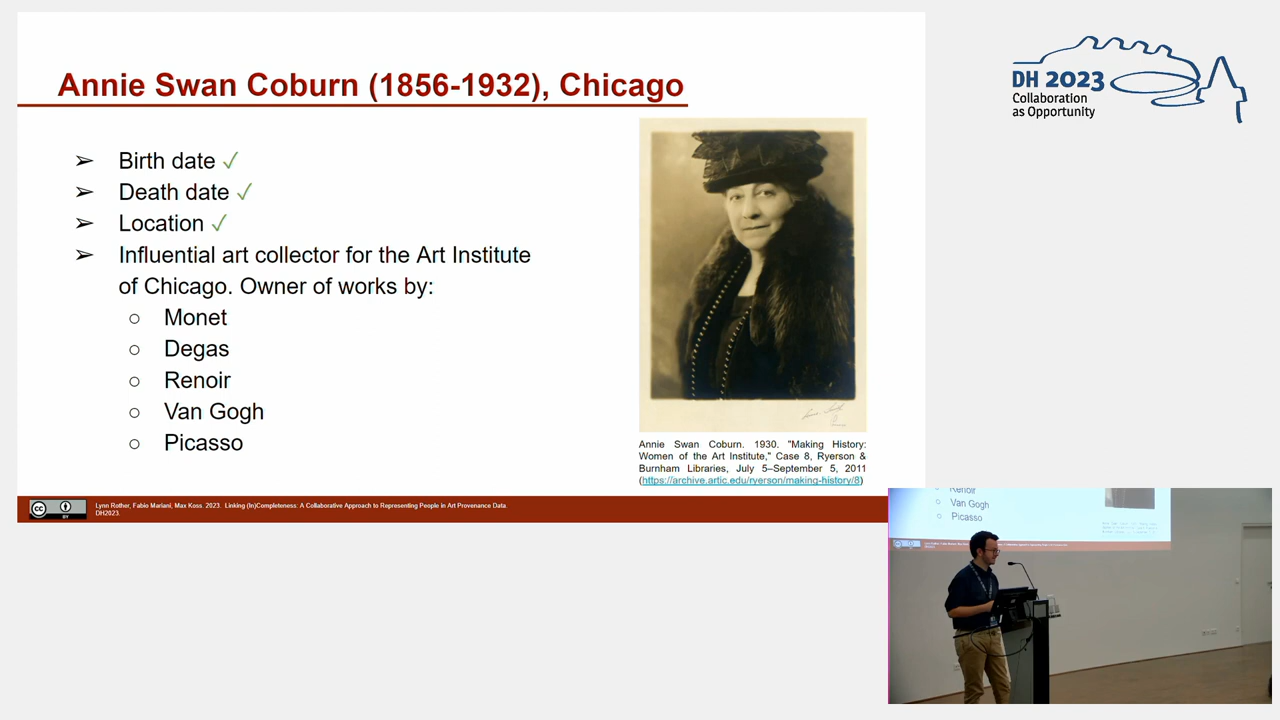 Annie Swan Coburn (1856-1932), Chicago
➢ Birth date ✓
➢ Death date ✓
➢ Location ✓
➢ Influential art collector for the Art Institute
of Chicago. Owner of works by:
○ Monet
○ Degas
○ Renoir
○ Van Gogh
○ Picasso
Annie Swan Coburn. 1930. "Making History:
Women of the Art Institute," Case 8, Ryerson &
Burnham Libraries, July 5–September 5, 2011
(https://archive.artic.edu/ryerson/making-history/8)
CC BY
Lynn Rother, Fabio Mariani, Max Koss. 2023. Linking (In)Completeness: A Collaborative Approach to Representing People in Art Provenance Data.
DH2023.
DH 2023
Collaboration
as Opportunity
Renoir
Van Gogh
Picasso